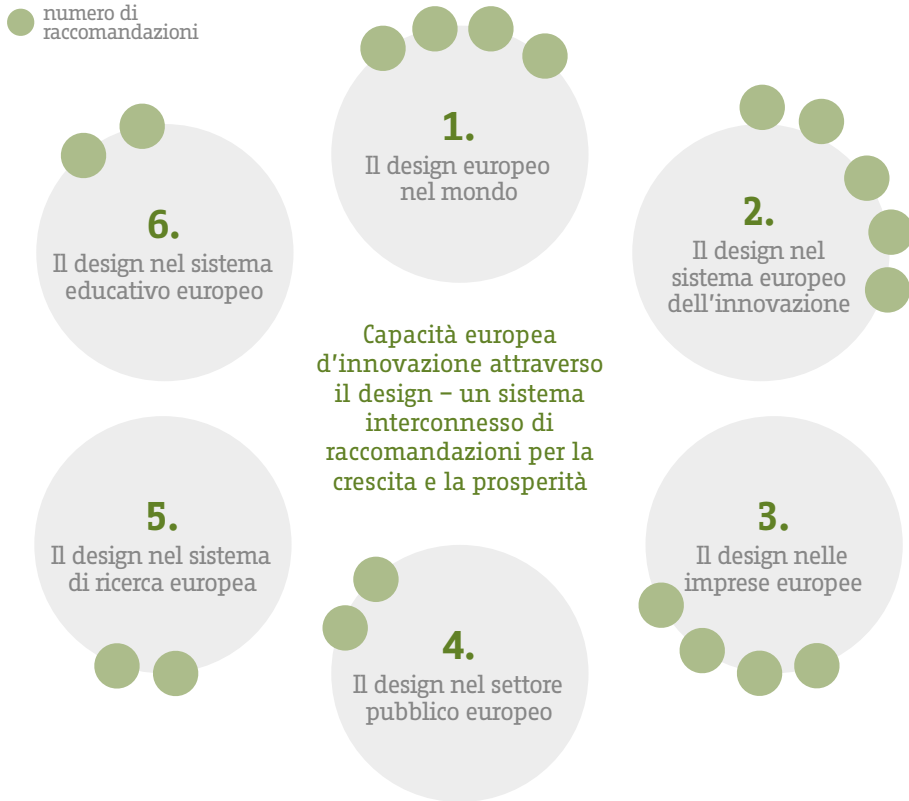 numero di
raccomandazioni
1.
Il design europeo
nel mondo
2.
Il design nel
sistema europeo
dell’innovazione
3.
Il design nelle
imprese europee
4.
Il design nel settore
pubblico europeo
5.
Il design nel sistema
di ricerca europea
6.
Il design nel sistema
educativo europeo
Capacità europea
d’innovazione attraverso
il design – un sistema
interconnesso di
raccomandazioni per la
crescita e la prosperità